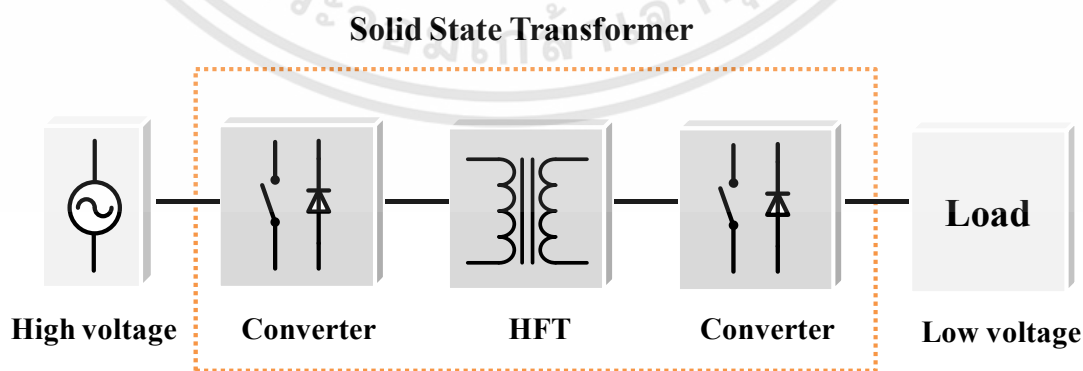 Solid State Transformer
Load
High voltage
Converter
HFT
Converter
Low voltage